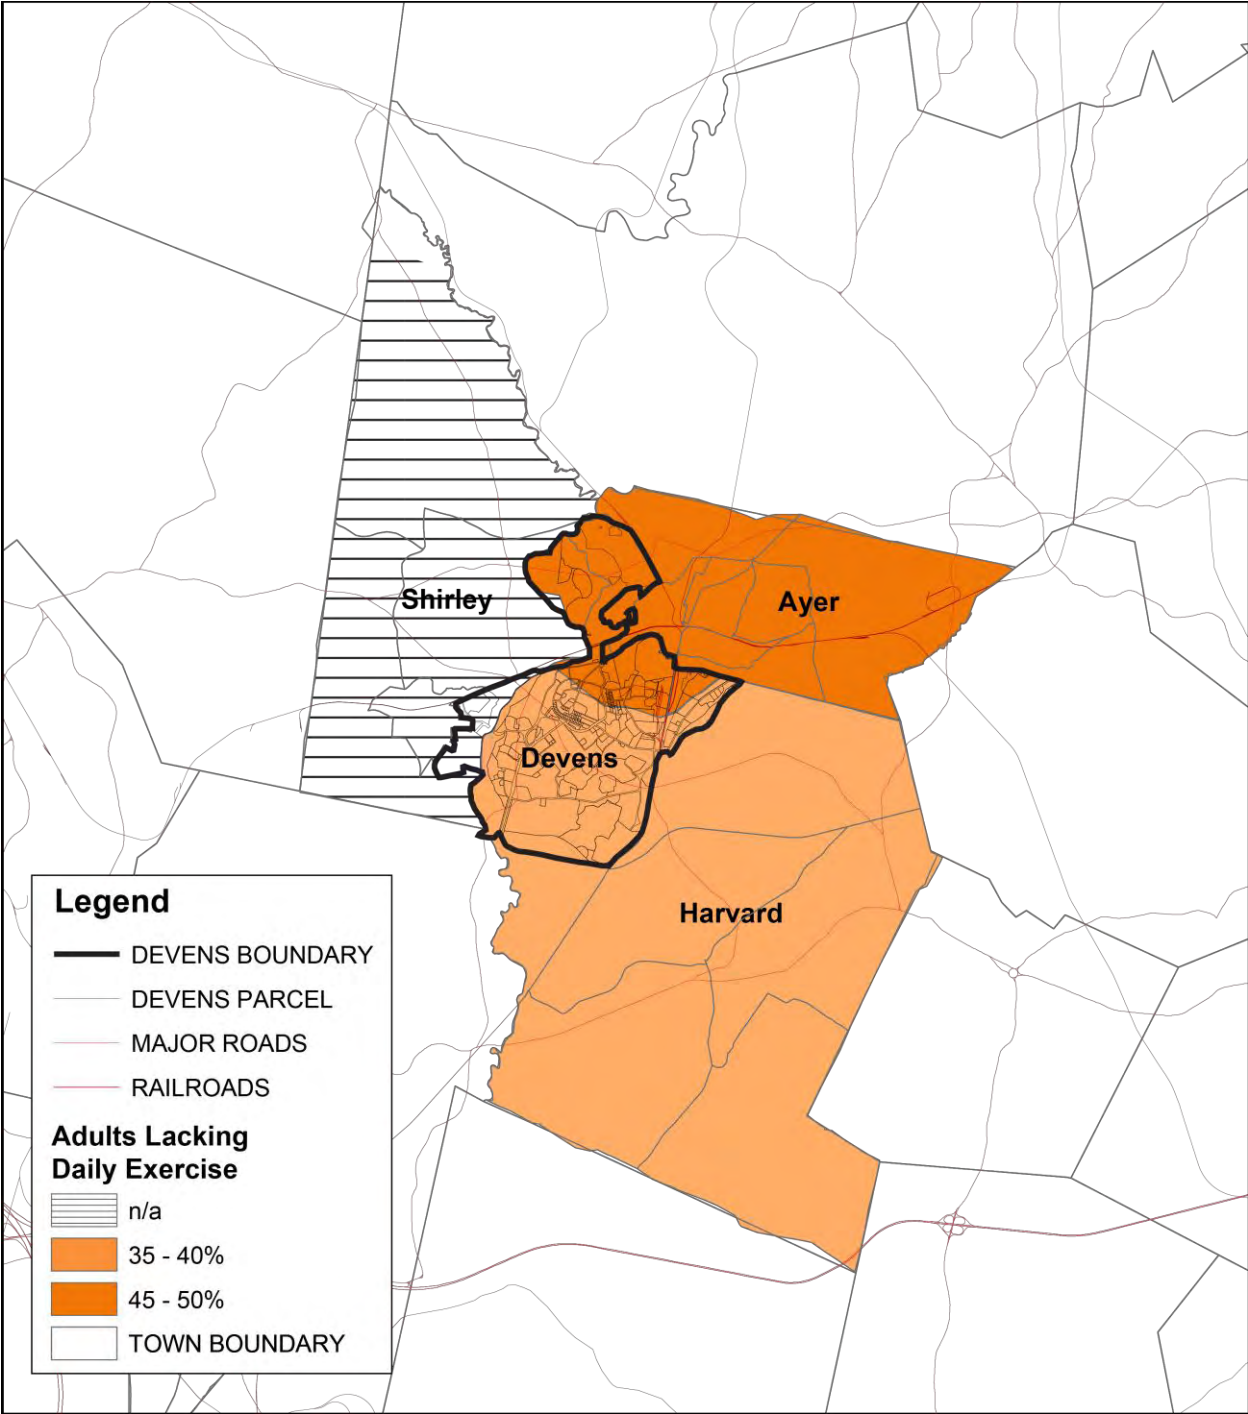 Shirley
Ayer
Devens
Harvard
Legend
DEVENS BOUNDARY
DEVENS PARCEL
MAJOR ROADS
RAILROADS
Adults Lacking
Daily Exercise
n/a
35 - 40%
45 - 50%
TOWN BOUNDARY